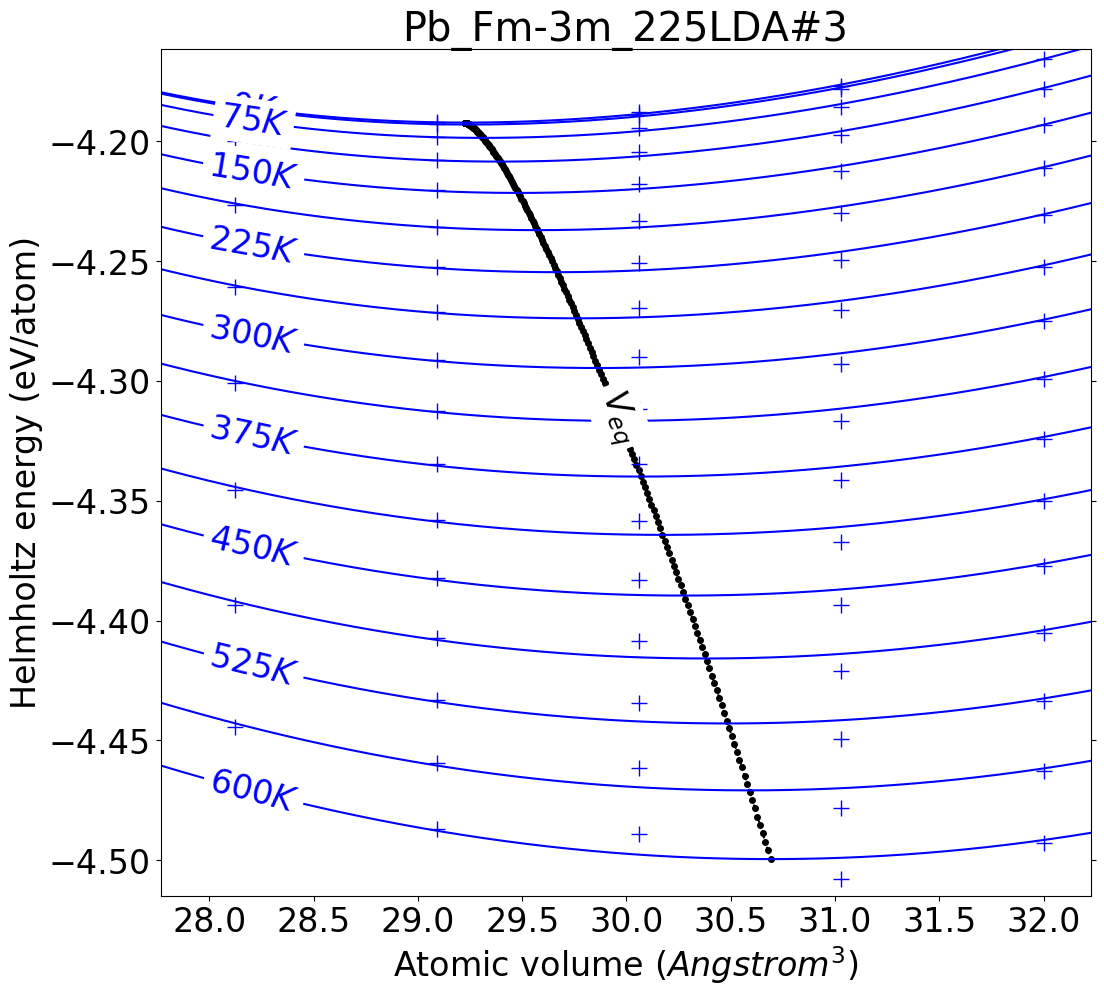 Pb_Fm-3m_225LDA#3
Helmholtz energy (eV/atom)
−4.20
−4.25
−4.30
−4.35
−4.40
−4.45
−4.50
75K
150K
225K
300K
375K
450K
525K
600K
V_eq
28.0 28.5 29.0 29.5 30.0 30.5 31.0 31.5 32.0
Atomic volume (Angstrom³)